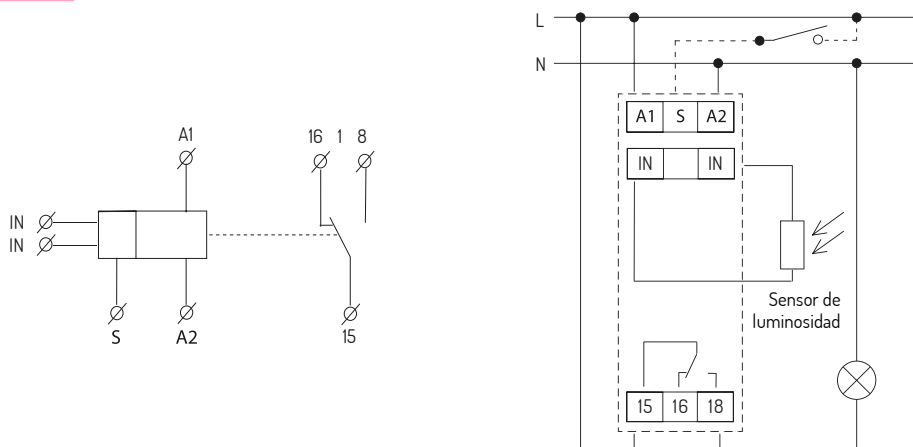 A1
16 1 8
IN
IN
S
A2
15
L
N
A1 S A2
IN IN
Sensor de
luminosidad
15 16 18